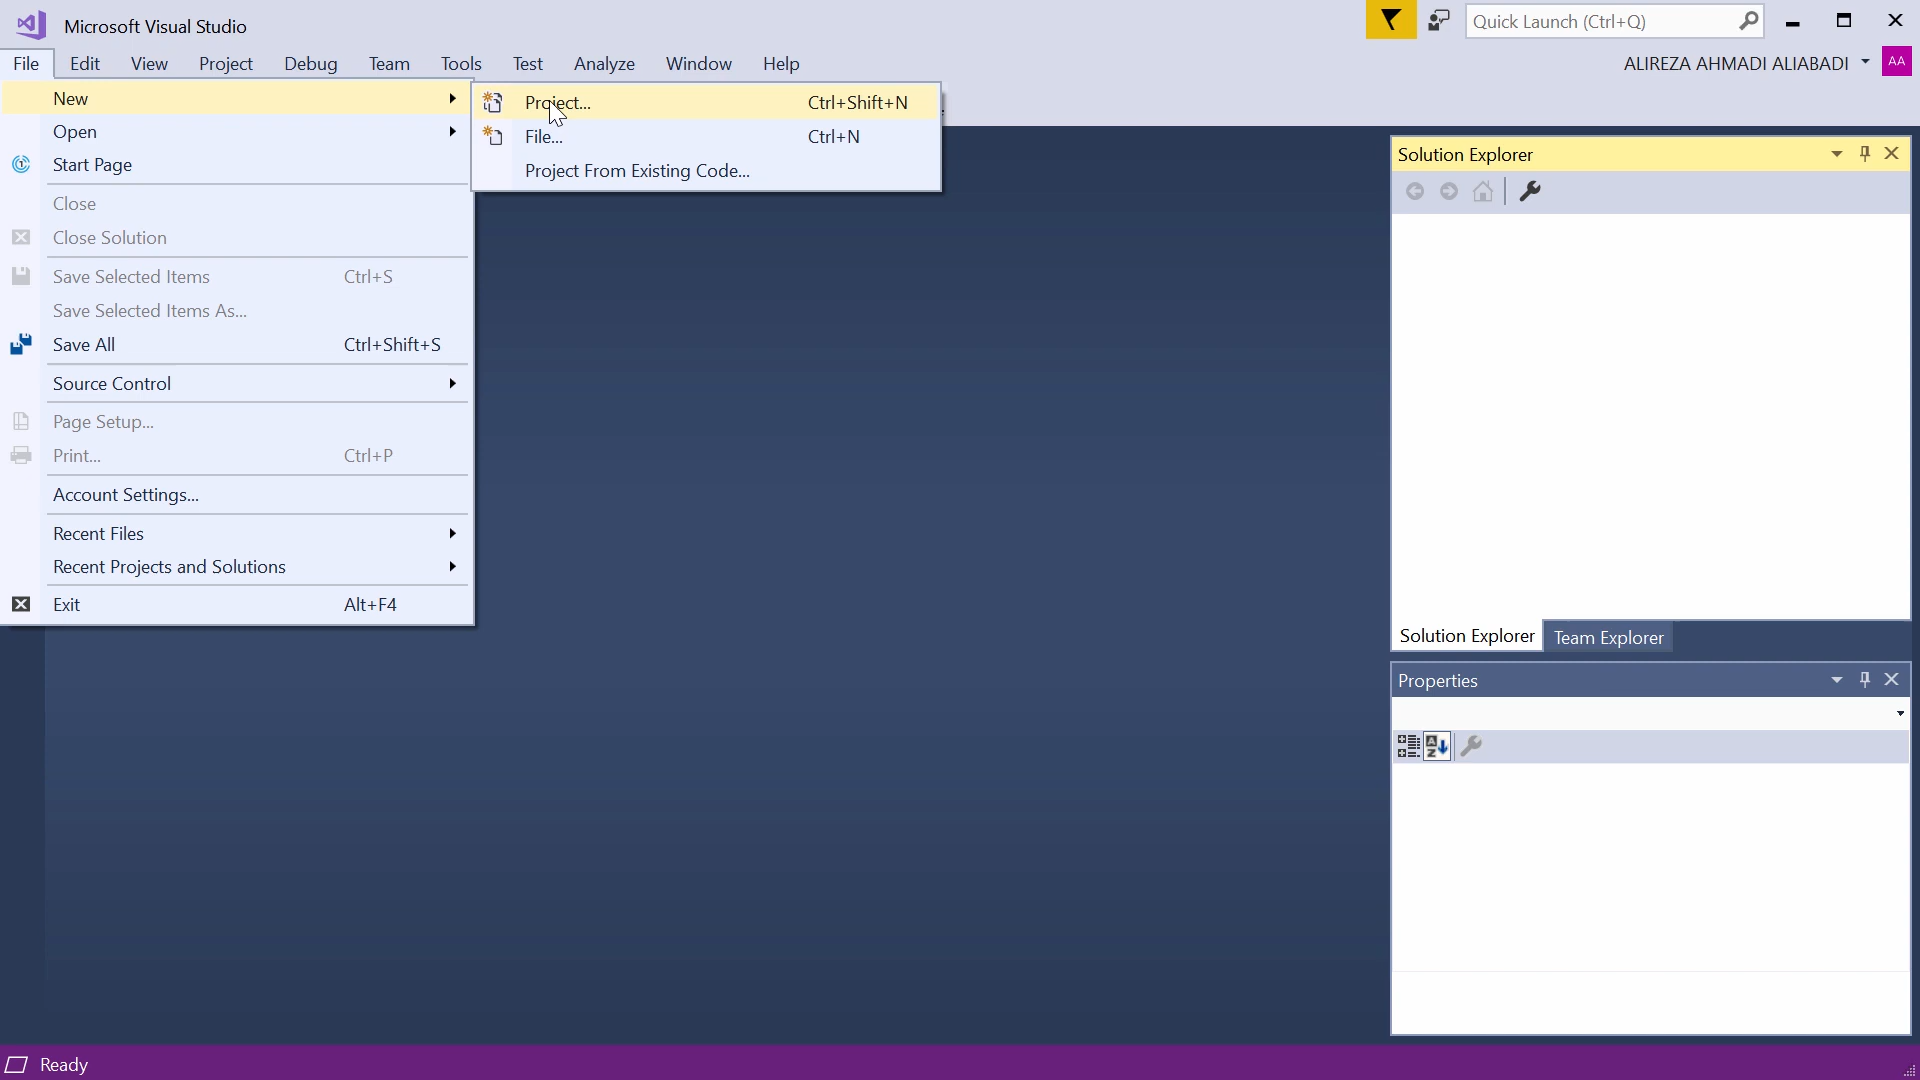 Microsoft Visual Studio
Quick Launch (Ctrl+Q)
File Edit View Project Debug Team Tools Test Analyze Window Help
ALIREZA AHMADI ALIABADI AA
New
Project... Ctrl+Shift+N
File... Ctrl+N
Project From Existing Code...
Open
Start Page
Close
Close Solution
Save Selected Items Ctrl+S
Save Selected Items As...
Save All Ctrl+Shift+S
Source Control
Page Setup...
Print... Ctrl+P
Account Settings...
Recent Files
Recent Projects and Solutions
Exit Alt+F4
Solution Explorer
Solution Explorer Team Explorer
Properties
Ready